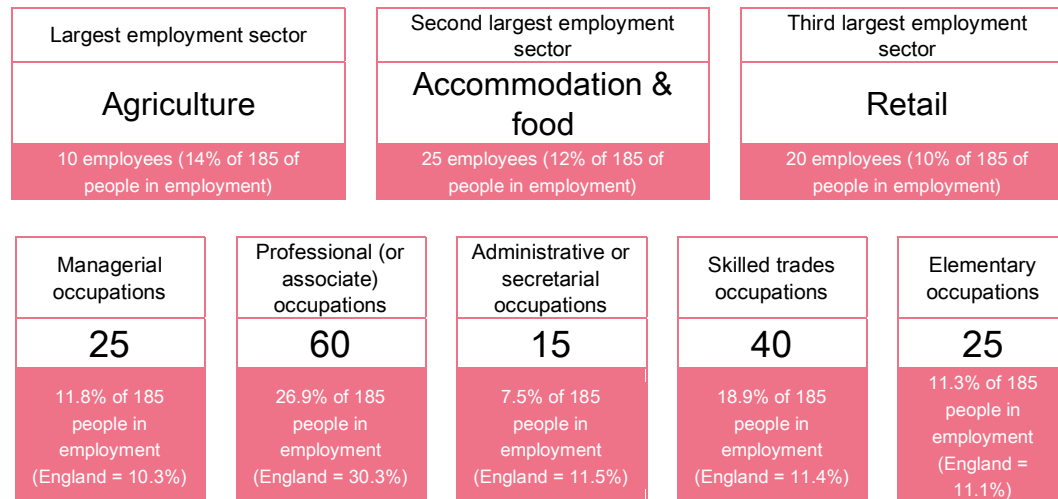 Largest employment sector
Agriculture
10 employees (14% of 185 of
people in employment)
Second largest employment
sector
Accommodation &
food
25 employees (12% of 185 of
people in employment)
Third largest employment
sector
Retail
20 employees (10% of 185 of
people in employment)
Managerial
occupations
25
11.8% of 185
people in
employment
(England = 10.3%)
Professional (or
associate)
occupations
60
26.9% of 185
people in
employment
(England = 30.3%)
Administrative or
secretarial
occupations
15
7.5% of 185
people in
employment
(England = 11.5%)
Skilled trades
occupations
40
18.9% of 185
people in
employment
(England = 11.4%)
Elementary
occupations
25
11.3% of 185
people in
employment
(England =
11.1%)